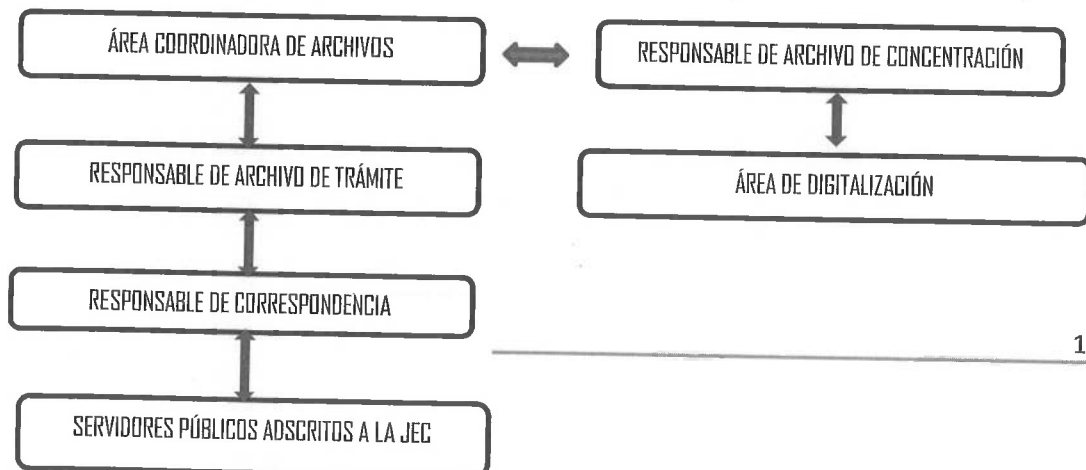 ÁREA COORDINADORA DE ARCHIVOS
RESPONSABLE DE ARCHIVO DE CONCENTRACIÓN
RESPONSABLE DE ARCHIVO DE TRÁMITE
ÁREA DE DIGITALIZACIÓN
RESPONSABLE DE CORRESPONDENCIA
1
SERVIDORES PÚBLICOS ADSCRITOS A LA JEC